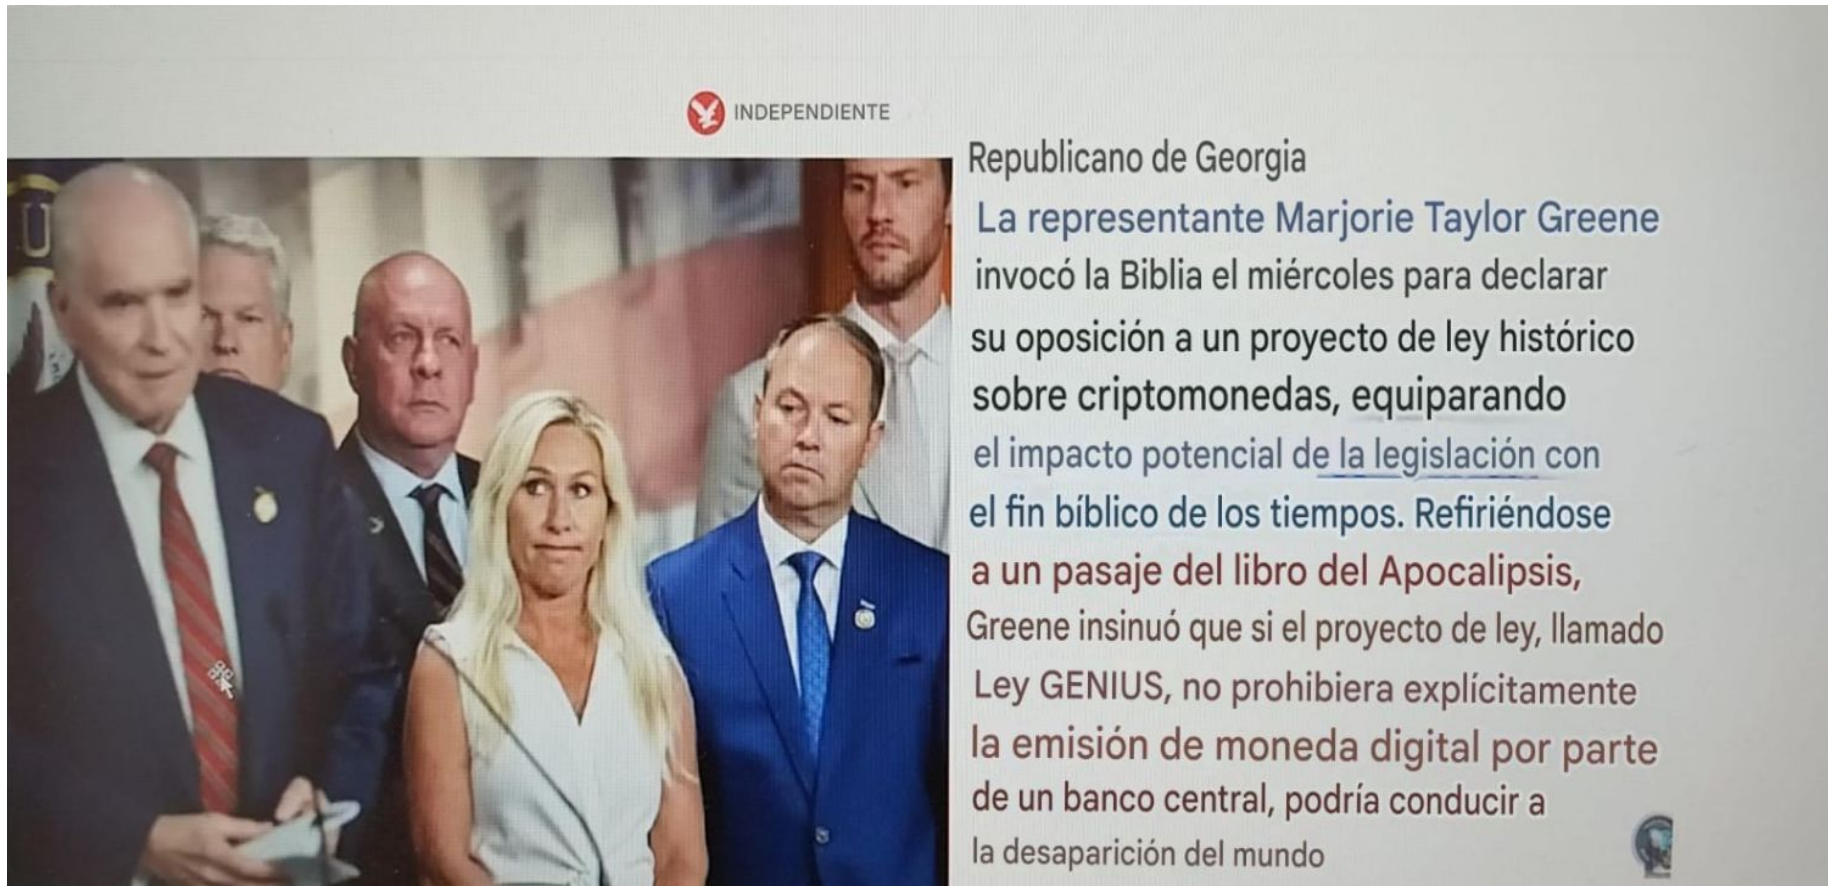 INDEPENDIENTE
Republicano de Georgia
La representante Marjorie Taylor Greene
invocó la Biblia el miércoles para declarar
su oposición a un proyecto de ley histórico
sobre criptomonedas, equiparando
el impacto potencial de la legislación con
el fin bíblico de los tiempos. Refiriéndose
a un pasaje del libro del Apocalipsis,
Greene insinuó que si el proyecto de ley, llamado
Ley GENIUS, no prohibiera explícitamente
la emisión de moneda digital por parte
de un banco central, podría conducir a
la desaparición del mundo
U